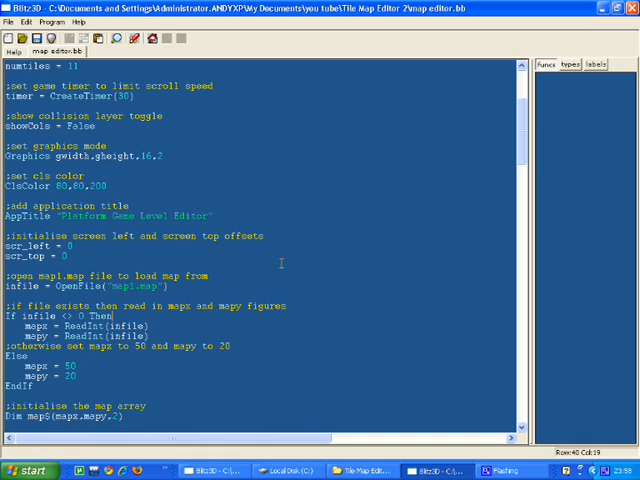 Blitz3D - C:\Documents and Settings\Administrator.ANDYXP\My Documents\you tube\Tile Map Editor 2\map editor.bb
File Edit Program Help
Help map editor.bb
numtiles = 11
;set game timer to limit scroll speed
timer = CreateTimer(30)
;show collision layer toggle
showCols = False
;set graphics mode
Graphics gwidth,gheight,16,2
;set cls color
ClsColor 80,80,200
;add application title
AppTitle "Platform Game Level Editor"
;initialise screen left and screen top offsets
scr_left = 0
scr_top = 0
;open map1.map file to load map from
infile = OpenFile("map1.map")
;if file exists then read in mapx and mapy figures
If infile <> 0 Then
mapx = ReadInt(infile)
mapy = ReadInt(infile)
;otherwise set mapx to 50 and mapy to 20
Else
mapx = 50
mapy = 20
EndIf
;initialise the map array
Dim map$(mapx,mapy,2)
funcs types labels
Row:40 Col:19
start Blitz3D - C:\... Local Disk (C:) Tile Map Edit... Blitz3D - C:\... Flashing 23:58